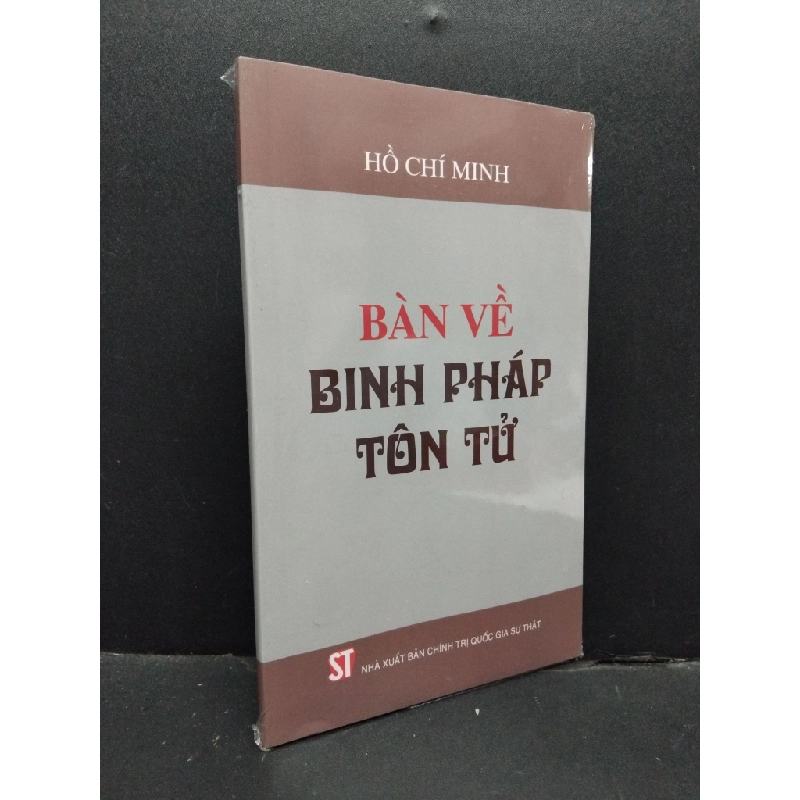 HỒ CHÍ MINH
BÀN VỀ
BINH PHÁP
TÔN TỬ
ST
NHÀ XUẤT BẢN CHÍNH TRỊ QUỐC GIA SỰ THẬT